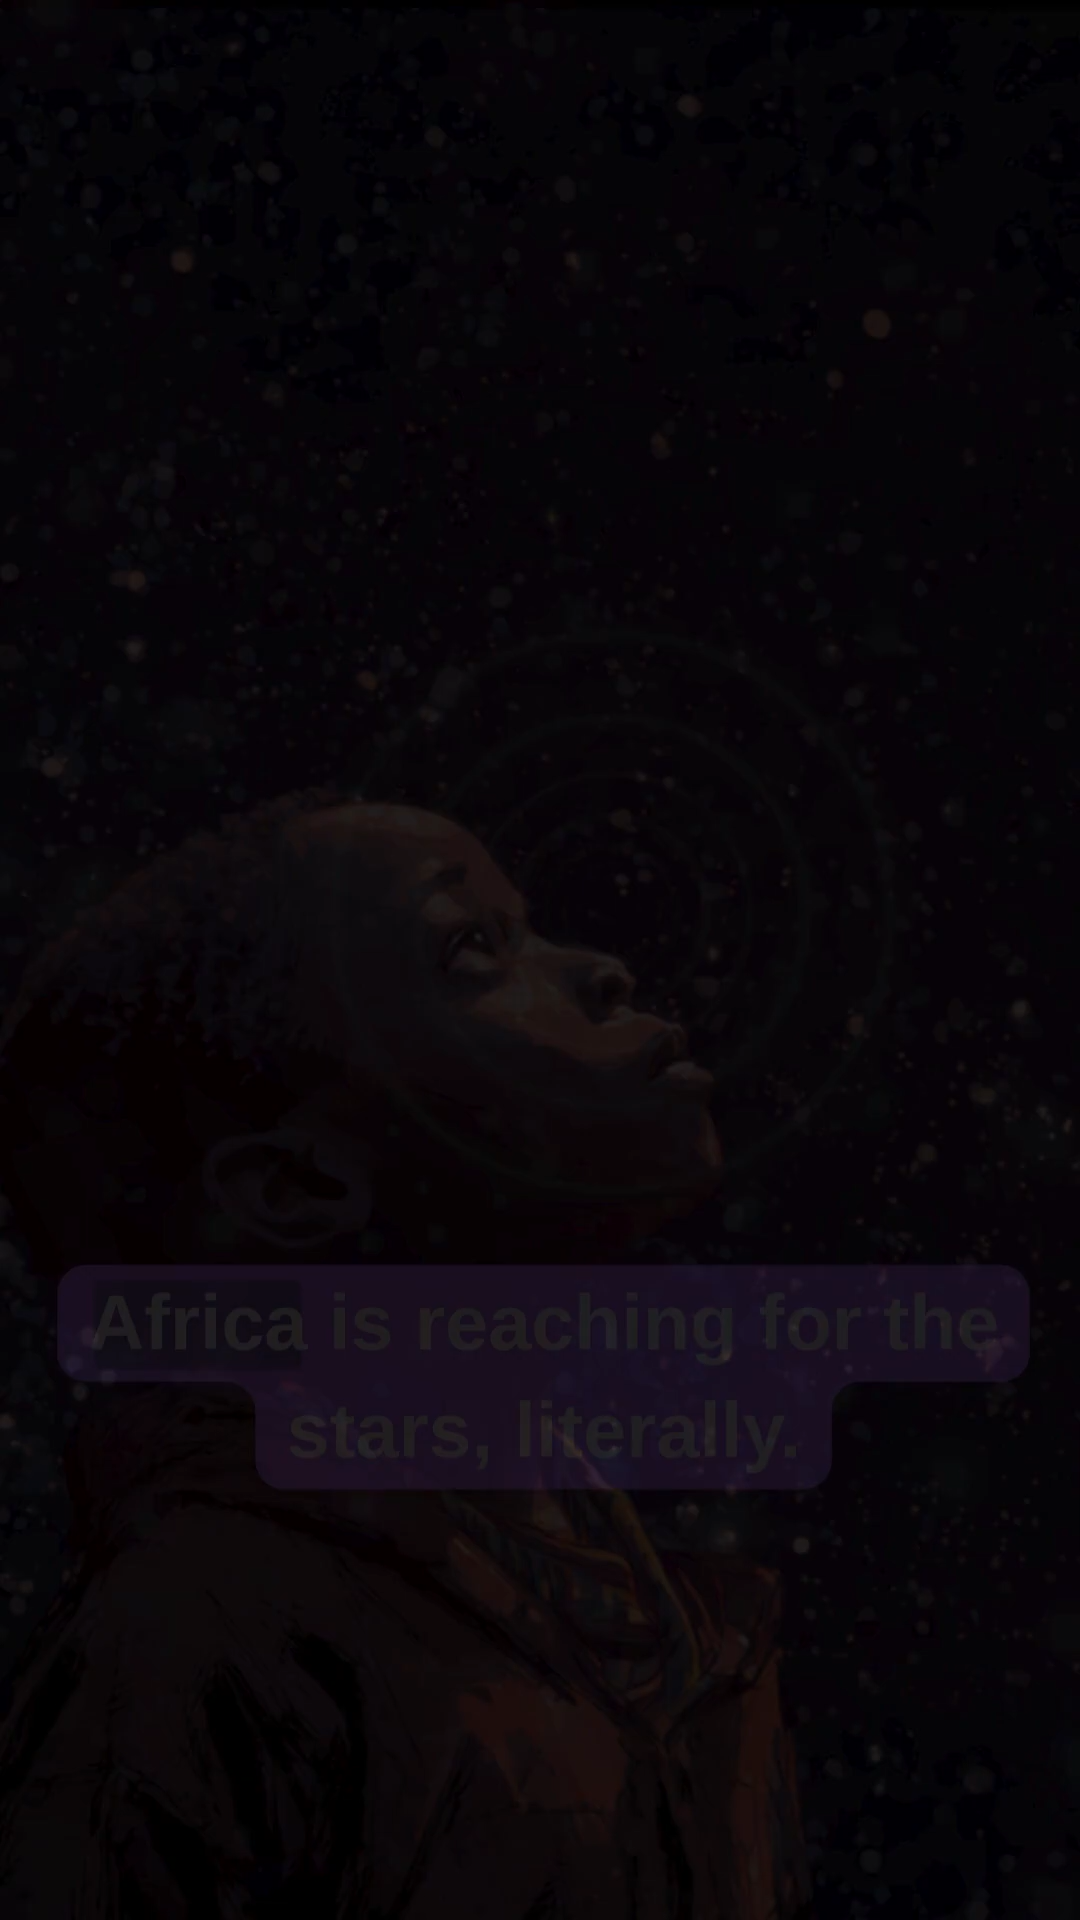 Africa is reaching for the
stars, literally.